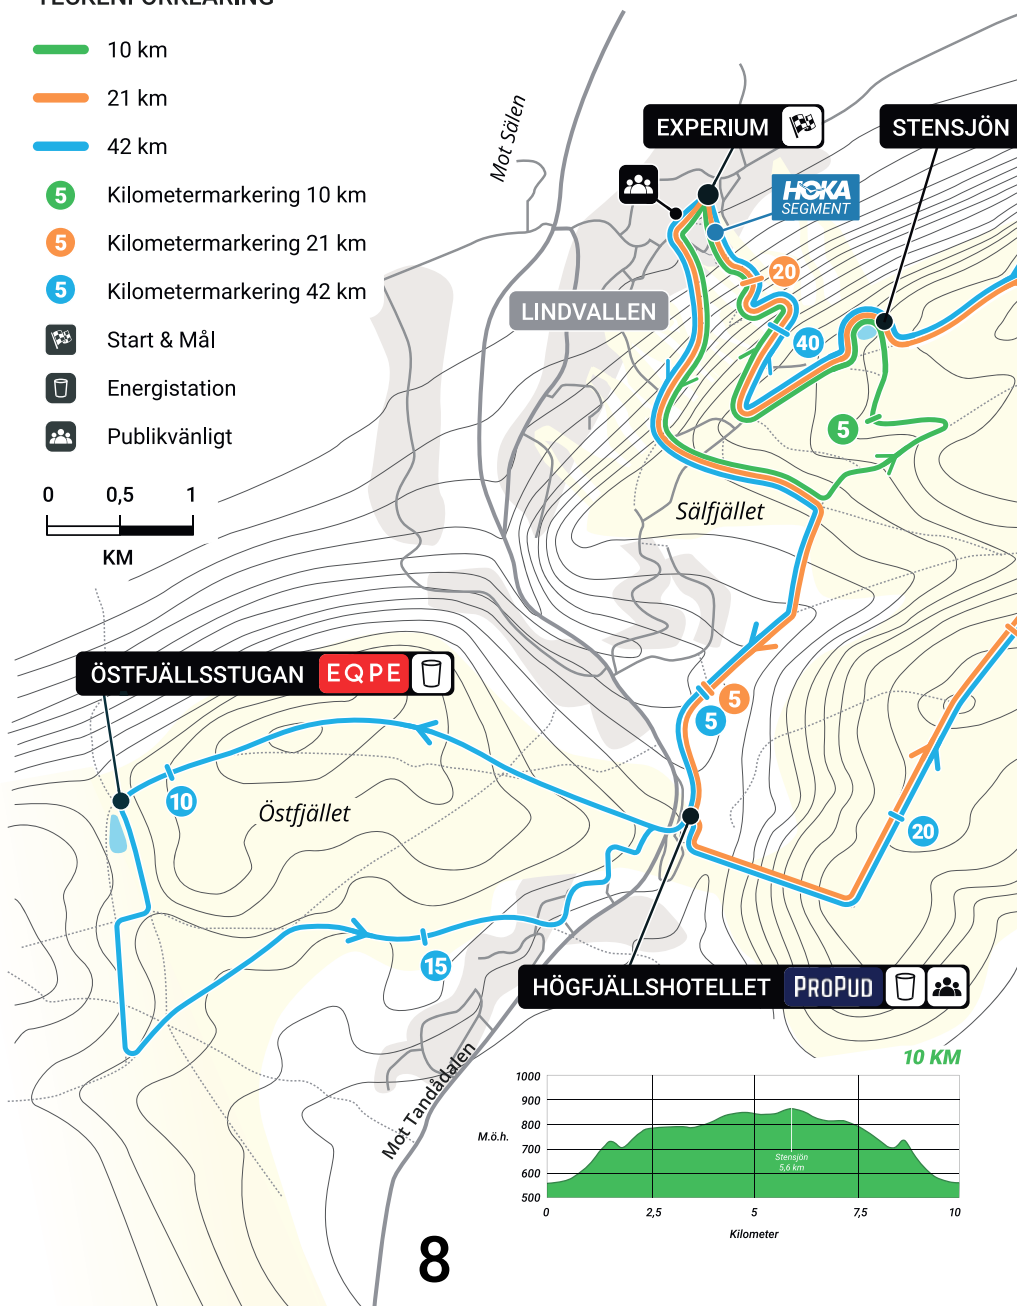 TECKENFÖRKLARING
10 km
21 km
42 km
5 Kilometermarkering 10 km
5 Kilometermarkering 21 km
5 Kilometermarkering 42 km
Start & Mål
Energistation
Publikvänligt
0 0,5 1
KM
Mot Sälen
EXPERIUM
STENSJÖN
HOKA
SEGMENT
20
LINDVALLEN
40
5
Sälfjället
ÖSTFJÄLLSSTUGAN EQPE
5
5
10
Östfjället
20
15
HÖGFJÄLLSHOTELLET PROPUD
Mot Tandådalen
10 KM
1000
900
800
M.ö.h.
700
600
500
Stensjön
5,6 km
0 2,5 5 7,5 10
Kilometer
8